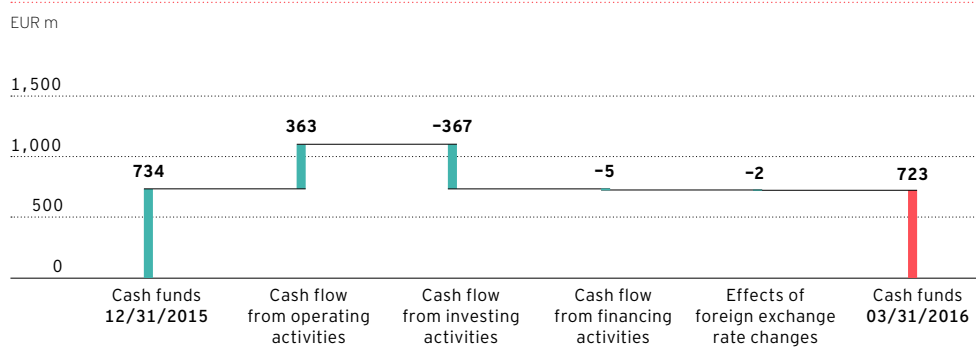 EUR m
1,500
1,000
500
0
734
363
−367
−5
−2
723
Cash funds
12/31/2015
Cash flow
from operating
activities
Cash flow
from investing
activities
Cash flow
from financing
activities
Effects of
foreign exchange
rate changes
Cash funds
03/31/2016